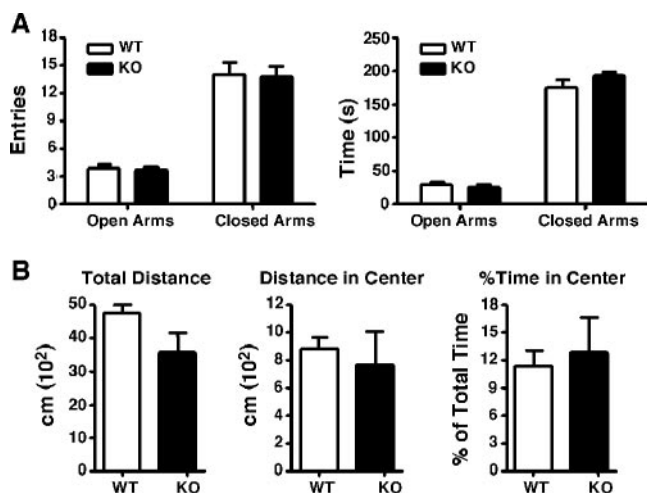 A
Entries
18
15
12
9
6
3
0
WT
KO
Open Arms
Closed Arms
Time (s)
250
200
150
100
50
0
WT
KO
Open Arms
Closed Arms
B
Total Distance
cm (10²)
50
40
30
20
10
0
WT
KO
Distance in Center
cm (10²)
12
10
8
6
4
2
0
WT
KO
%Time in Center
% of Total Time
18
15
12
9
6
3
0
WT
KO